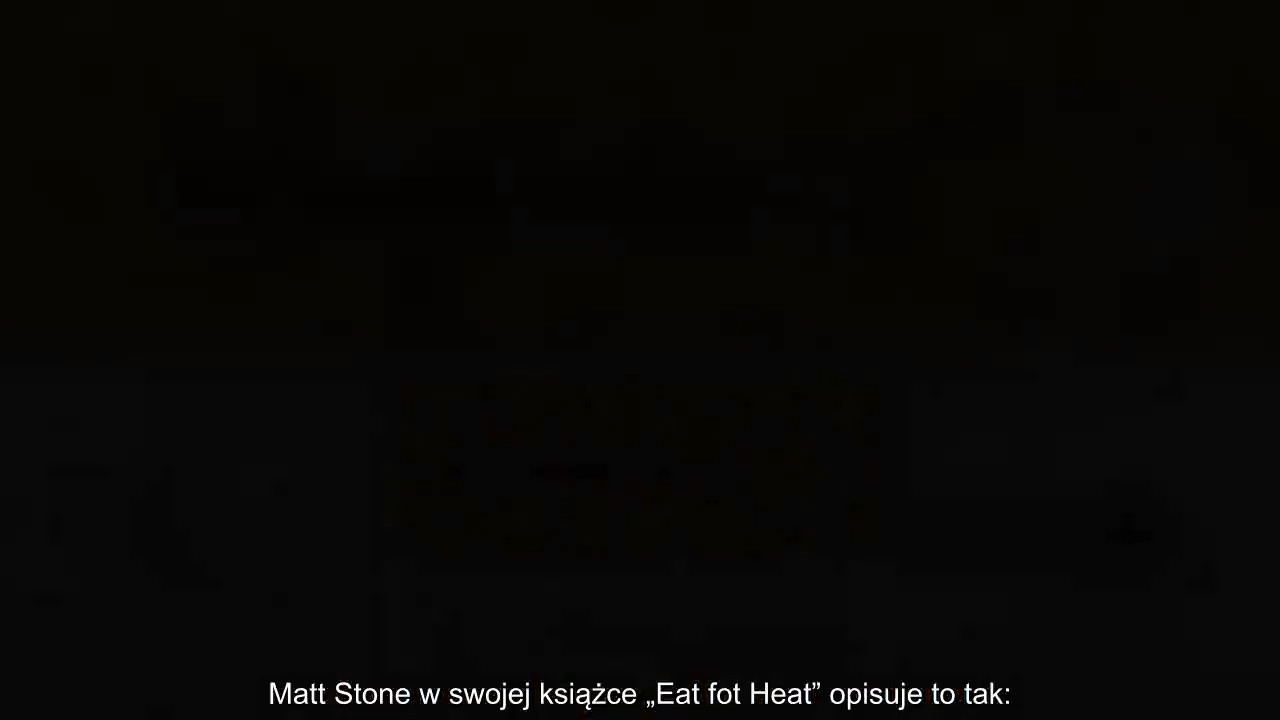 Matt Stone w swojej książce „Eat fot Heat” opisuje to tak: